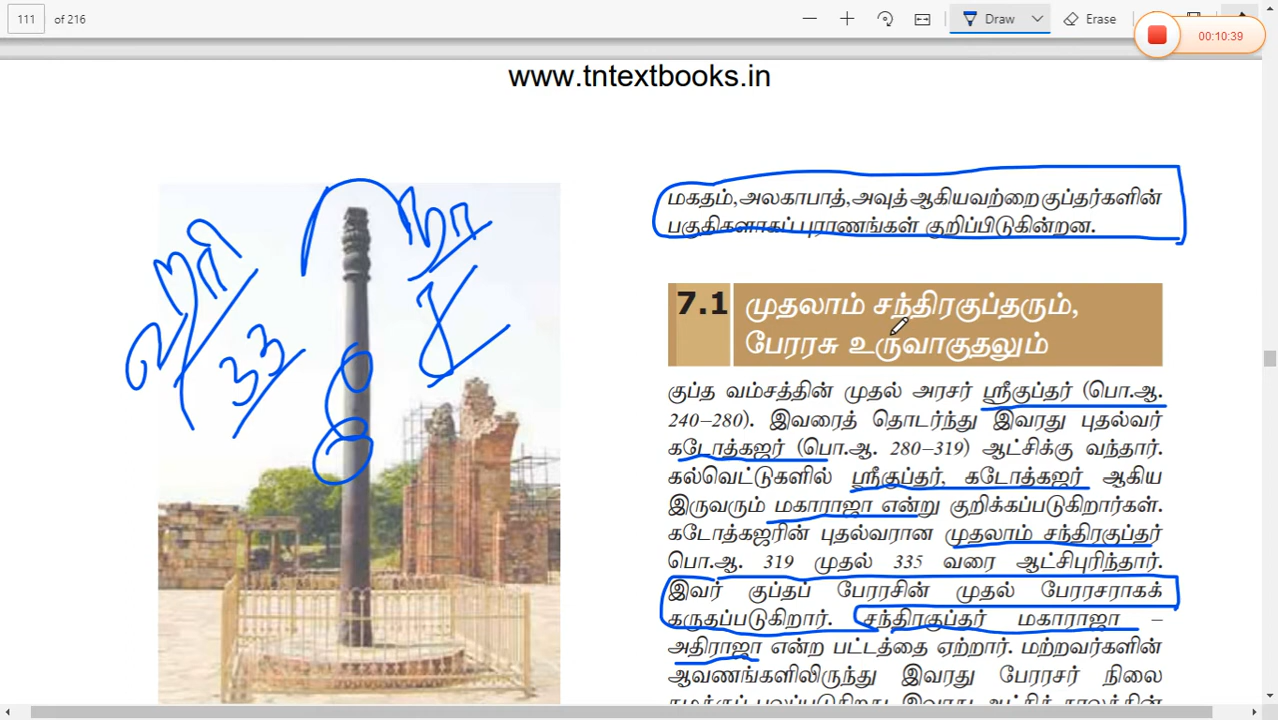 111 of 216
Draw
Erase
00:10:39
www.tntextbooks.in
மகதம்,அலகாபாத்,அவுத் ஆகியவற்றை குப்தர்களின்
பகுதிகளாகப் புராணங்கள் குறிப்பிடுகின்றன.
7.1 முதலாம் சந்திரகுப்தரும்,
பேரரசு உருவாகுதலும்
குப்த வம்சத்தின் முதல் அரசர் ஸ்ரீகுப்தர் (பொ.ஆ.
240–280). இவரைத் தொடர்ந்து இவரது புதல்வர்
கடோத்கஜர் (பொ.ஆ. 280–319) ஆட்சிக்கு வந்தார்.
கல்வெட்டுகளில் ஸ்ரீகுப்தர், கடோத்கஜர் ஆகிய
இருவரும் மகாராஜா என்று குறிக்கப்படுகிறார்கள்.
கடோத்கஜரின் புதல்வரான முதலாம் சந்திரகுப்தர்
பொ.ஆ. 319 முதல் 335 வரை ஆட்சிபுரிந்தார்.
இவர் குப்தப் பேரரசின் முதல் பேரரசராகக்
கருதப்படுகிறார். சந்திரகுப்தர் மகாராஜா –
அதிராஜா என்ற பட்டத்தை ஏற்றார். மற்றவர்களின்
ஆவணங்களிலிருந்து இவரது பேரரசர் நிலை